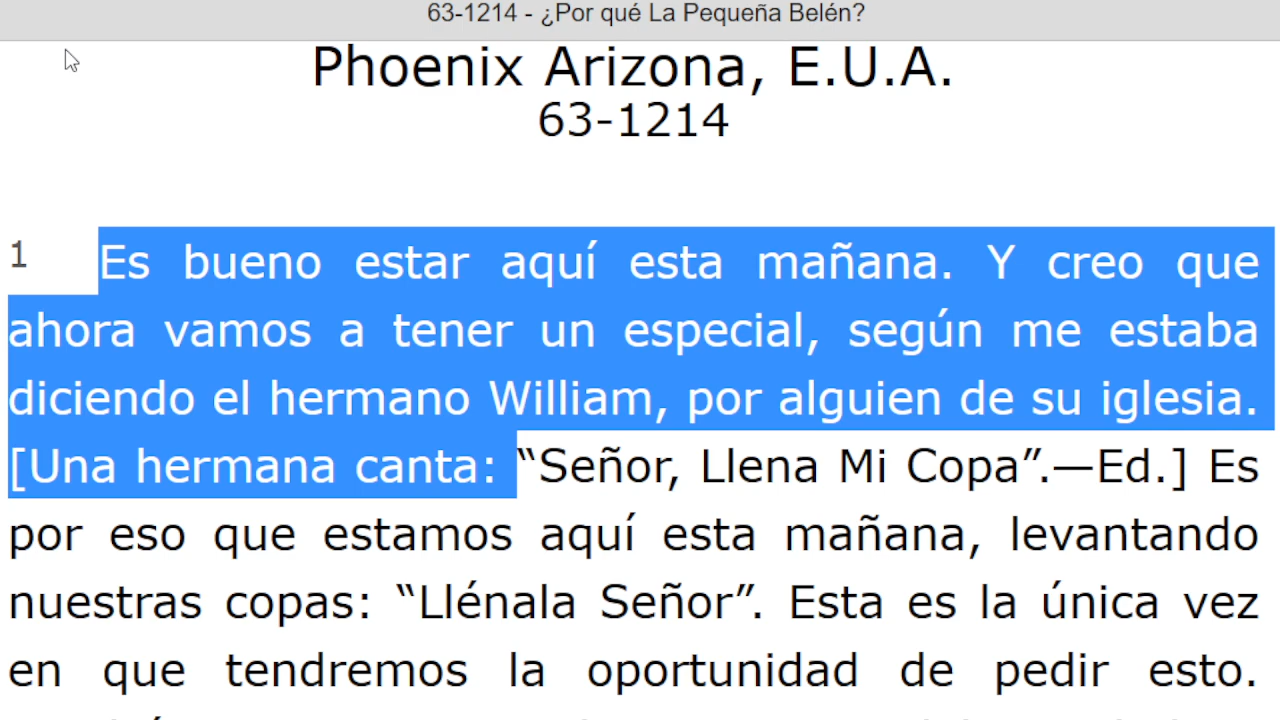 63-1214 - ¿Por qué La Pequeña Belén?
Phoenix Arizona, E.U.A.
63-1214
1 Es bueno estar aquí esta mañana. Y creo que
ahora vamos a tener un especial, según me estaba
diciendo el hermano William, por alguien de su iglesia.
[Una hermana canta: “Señor, Llena Mi Copa”.—Ed.] Es
por eso que estamos aquí esta mañana, levantando
nuestras copas: “Llénala Señor”. Esta es la única vez
en que tendremos la oportunidad de pedir esto.